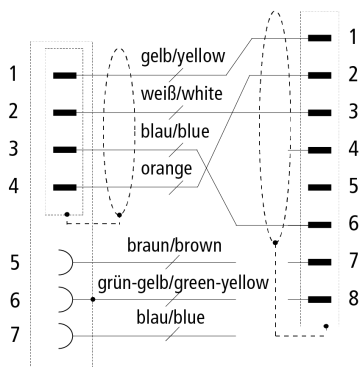 gelb/yellow
weiß/white
blau/blue
orange
braun/brown
grün-gelb/green-yellow
blau/blue
1
2
3
4
5
6
7
1
2
3
4
5
6
7
8